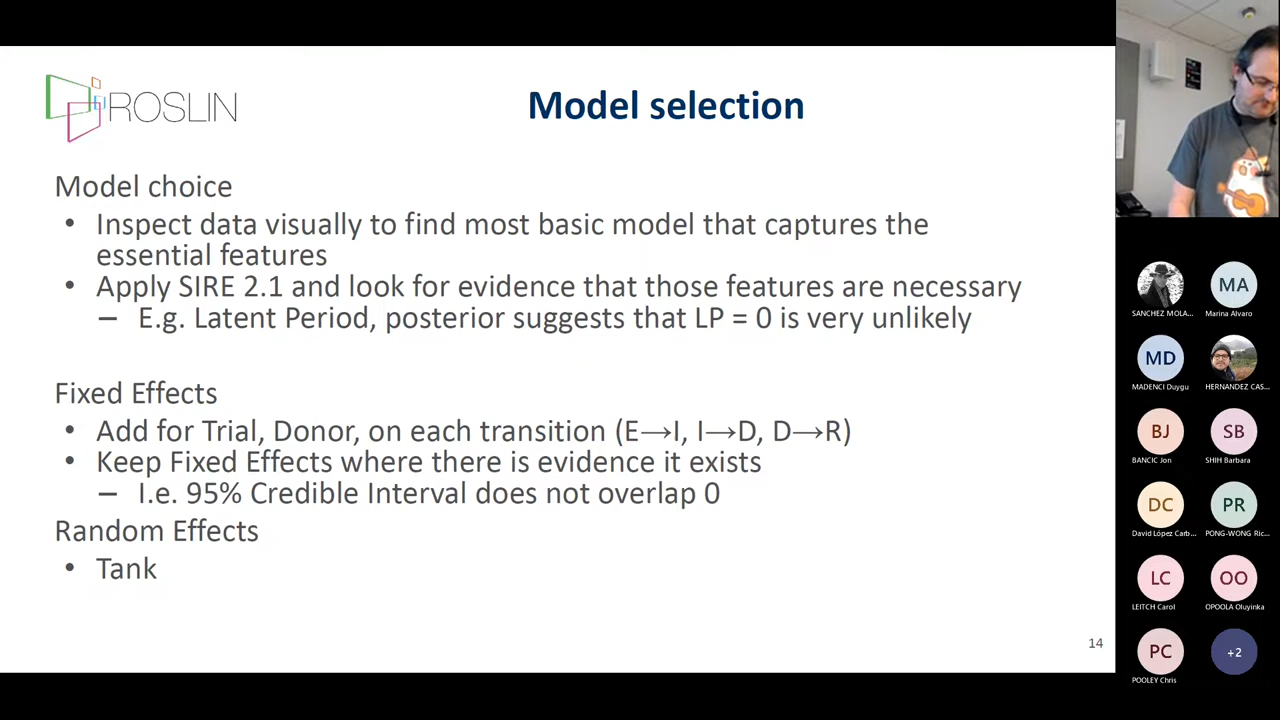 ROSLIN
Model selection
Model choice
• Inspect data visually to find most basic model that captures the
essential features
• Apply SIRE 2.1 and look for evidence that those features are necessary
– E.g. Latent Period, posterior suggests that LP = 0 is very unlikely
Fixed Effects
• Add for Trial, Donor, on each transition (E→I, I→D, D→R)
• Keep Fixed Effects where there is evidence it exists
– I.e. 95% Credible Interval does not overlap 0
Random Effects
• Tank
14
SANCHEZ MOLA...
MA
Marina Alvaro
MD
MADENCI Duygu
HERNANDEZ CAS...
BJ
BANCIC Jon
SB
SHIH Barbara
DC
David López Carb...
PR
PONG-WONG Ric...
LC
LEITCH Carol
OO
OPOOLA Oluyinka
PC
POOLEY Chris
+2